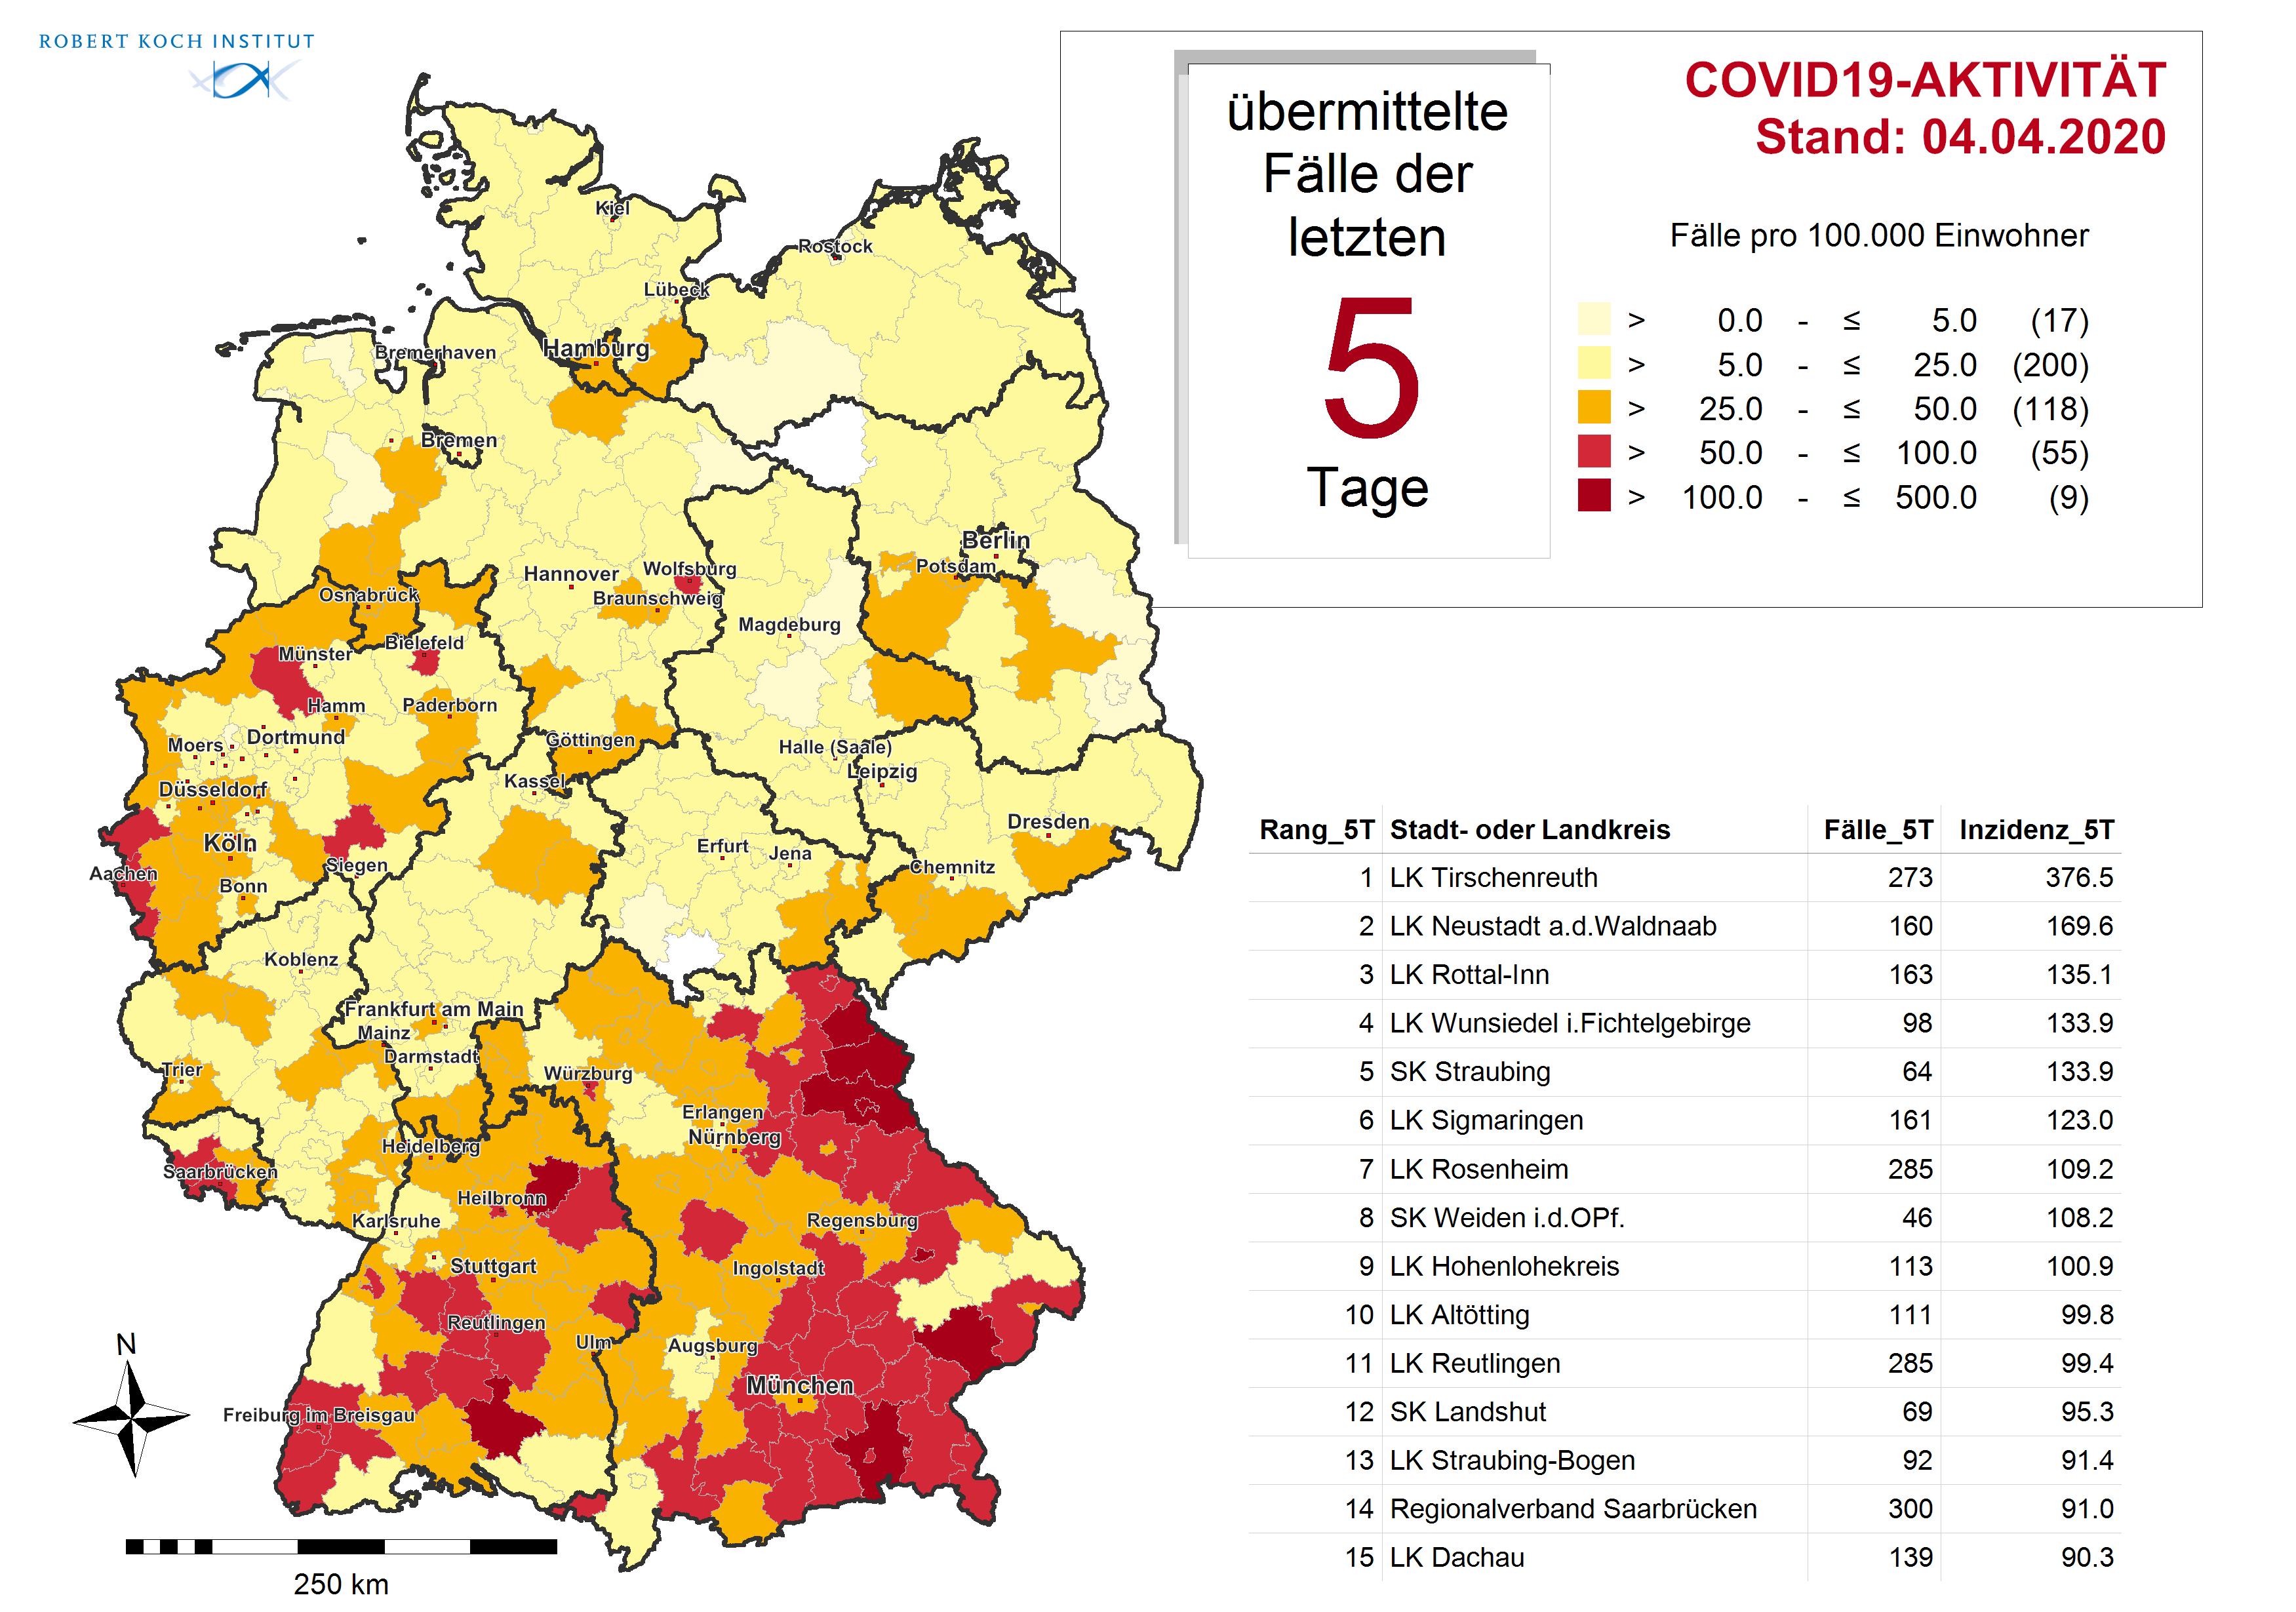 ROBERT KOCH INSTITUT
übermittelte
Fälle der
letzten
5
Tage
COVID19-AKTIVITÄT
Stand: 04.04.2020
Fälle pro 100.000 Einwohner
> 0.0 - ≤ 5.0 (17)
> 5.0 - ≤ 25.0 (200)
> 25.0 - ≤ 50.0 (118)
> 50.0 - ≤ 100.0 (55)
> 100.0 - ≤ 500.0 (9)
Kiel
Rostock
Lübeck
Hamburg
Bremerhaven
Bremen
Berlin
Potsdam
Hannover
Wolfsburg
Braunschweig
Osnabrück
Magdeburg
Bielefeld
Münster
Hamm
Paderborn
Moers
Dortmund
Göttingen
Halle (Saale)
Leipzig
Kassel
Düsseldorf
Dresden
Köln
Erfurt
Jena
Siegen
Chemnitz
Aachen
Bonn
Koblenz
Frankfurt am Main
Mainz
Darmstadt
Trier
Würzburg
Erlangen
Nürnberg
Heidelberg
Saarbrücken
Heilbronn
Karlsruhe
Regensburg
Stuttgart
Ingolstadt
Reutlingen
Ulm
Augsburg
München
Freiburg im Breisgau
N
250 km
Rang_5T Stadt- oder Landkreis Fälle_5T Inzidenz_5T
1 LK Tirschenreuth 273 376.5
2 LK Neustadt a.d.Waldnaab 160 169.6
3 LK Rottal-Inn 163 135.1
4 LK Wunsiedel i.Fichtelgebirge 98 133.9
5 SK Straubing 64 133.9
6 LK Sigmaringen 161 123.0
7 LK Rosenheim 285 109.2
8 SK Weiden i.d.OPf. 46 108.2
9 LK Hohenlohekreis 113 100.9
10 LK Altötting 111 99.8
11 LK Reutlingen 285 99.4
12 SK Landshut 69 95.3
13 LK Straubing-Bogen 92 91.4
14 Regionalverband Saarbrücken 300 91.0
15 LK Dachau 139 90.3